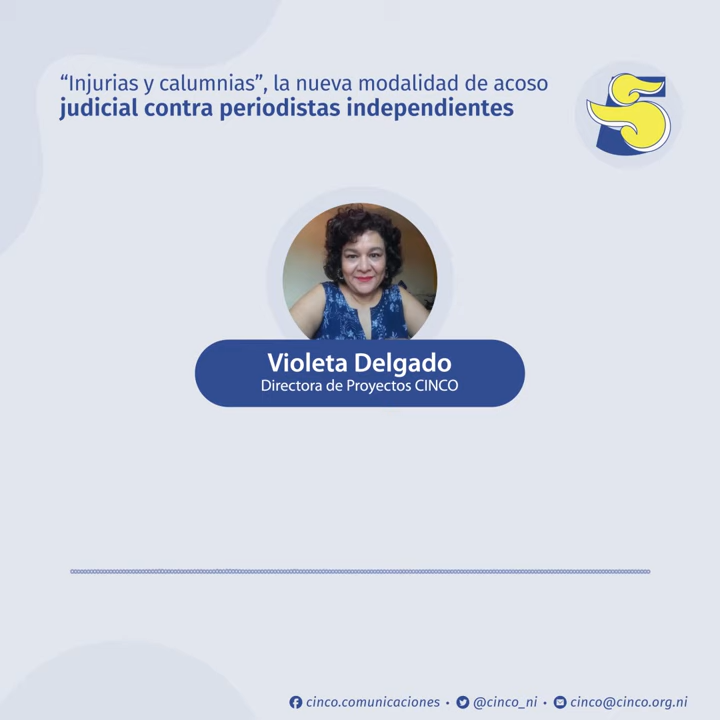 “Injurias y calumnias”, la nueva modalidad de acoso
judicial contra periodistas independientes
5
Violeta Delgado
Directora de Proyectos CINCO
cinco.comunicaciones • @cinco_ni • cinco@cinco.org.ni